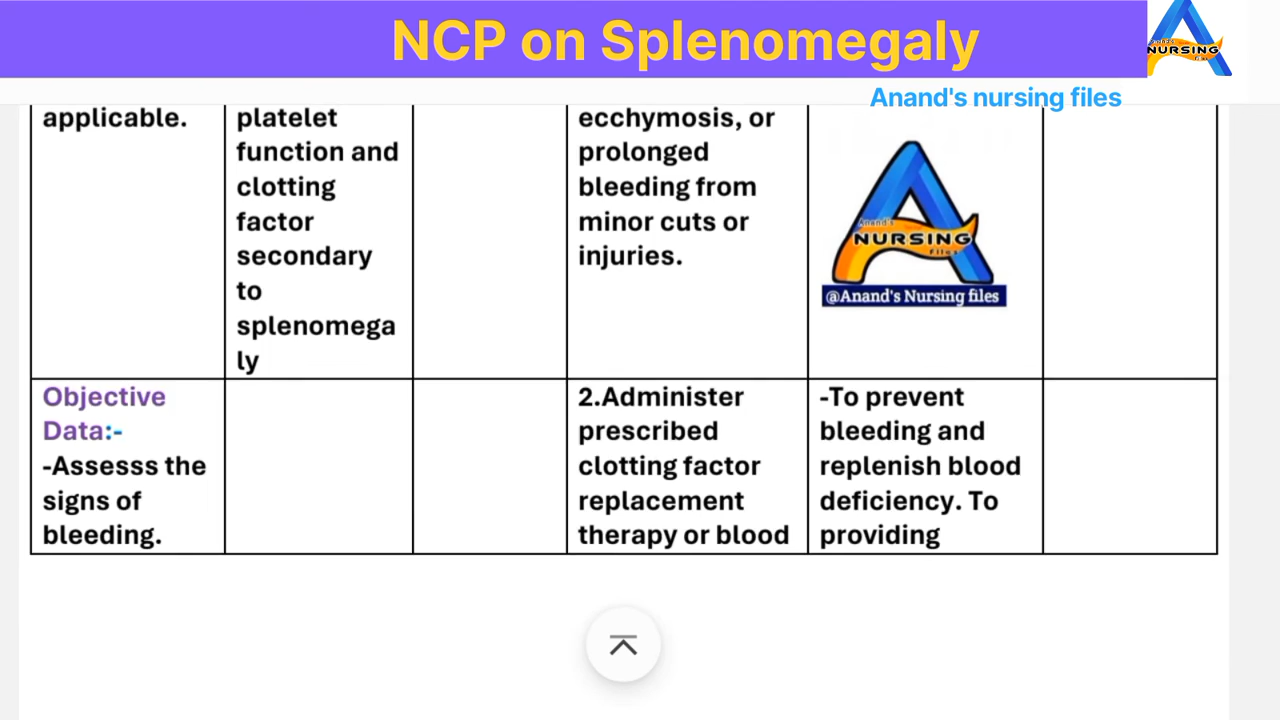 NCP on Splenomegaly
NURSING
Anand's nursing files
applicable.
platelet
function and
clotting
factor
secondary
to
splenomega
ly
ecchymosis, or
prolonged
bleeding from
minor cuts or
injuries.
Anand's
NURSING
files
@Anand's Nursing files
Objective
Data:-
-Assesss the
signs of
bleeding.
2.Administer
prescribed
clotting factor
replacement
therapy or blood
-To prevent
bleeding and
replenish blood
deficiency. To
providing